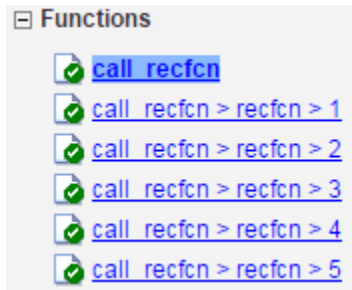 Functions
call_recfcn
call_recfcn > recfcn > 1
call_recfcn > recfcn > 2
call_recfcn > recfcn > 3
call_recfcn > recfcn > 4
call_recfcn > recfcn > 5